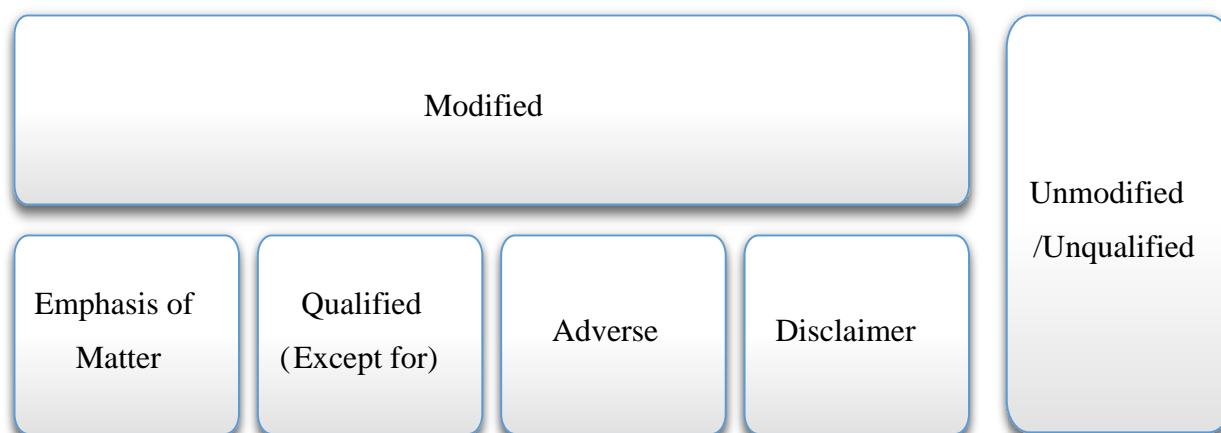 Modified
Unmodified
/Unqualified
Emphasis of
Matter
Qualified
(Except for)
Adverse
Disclaimer